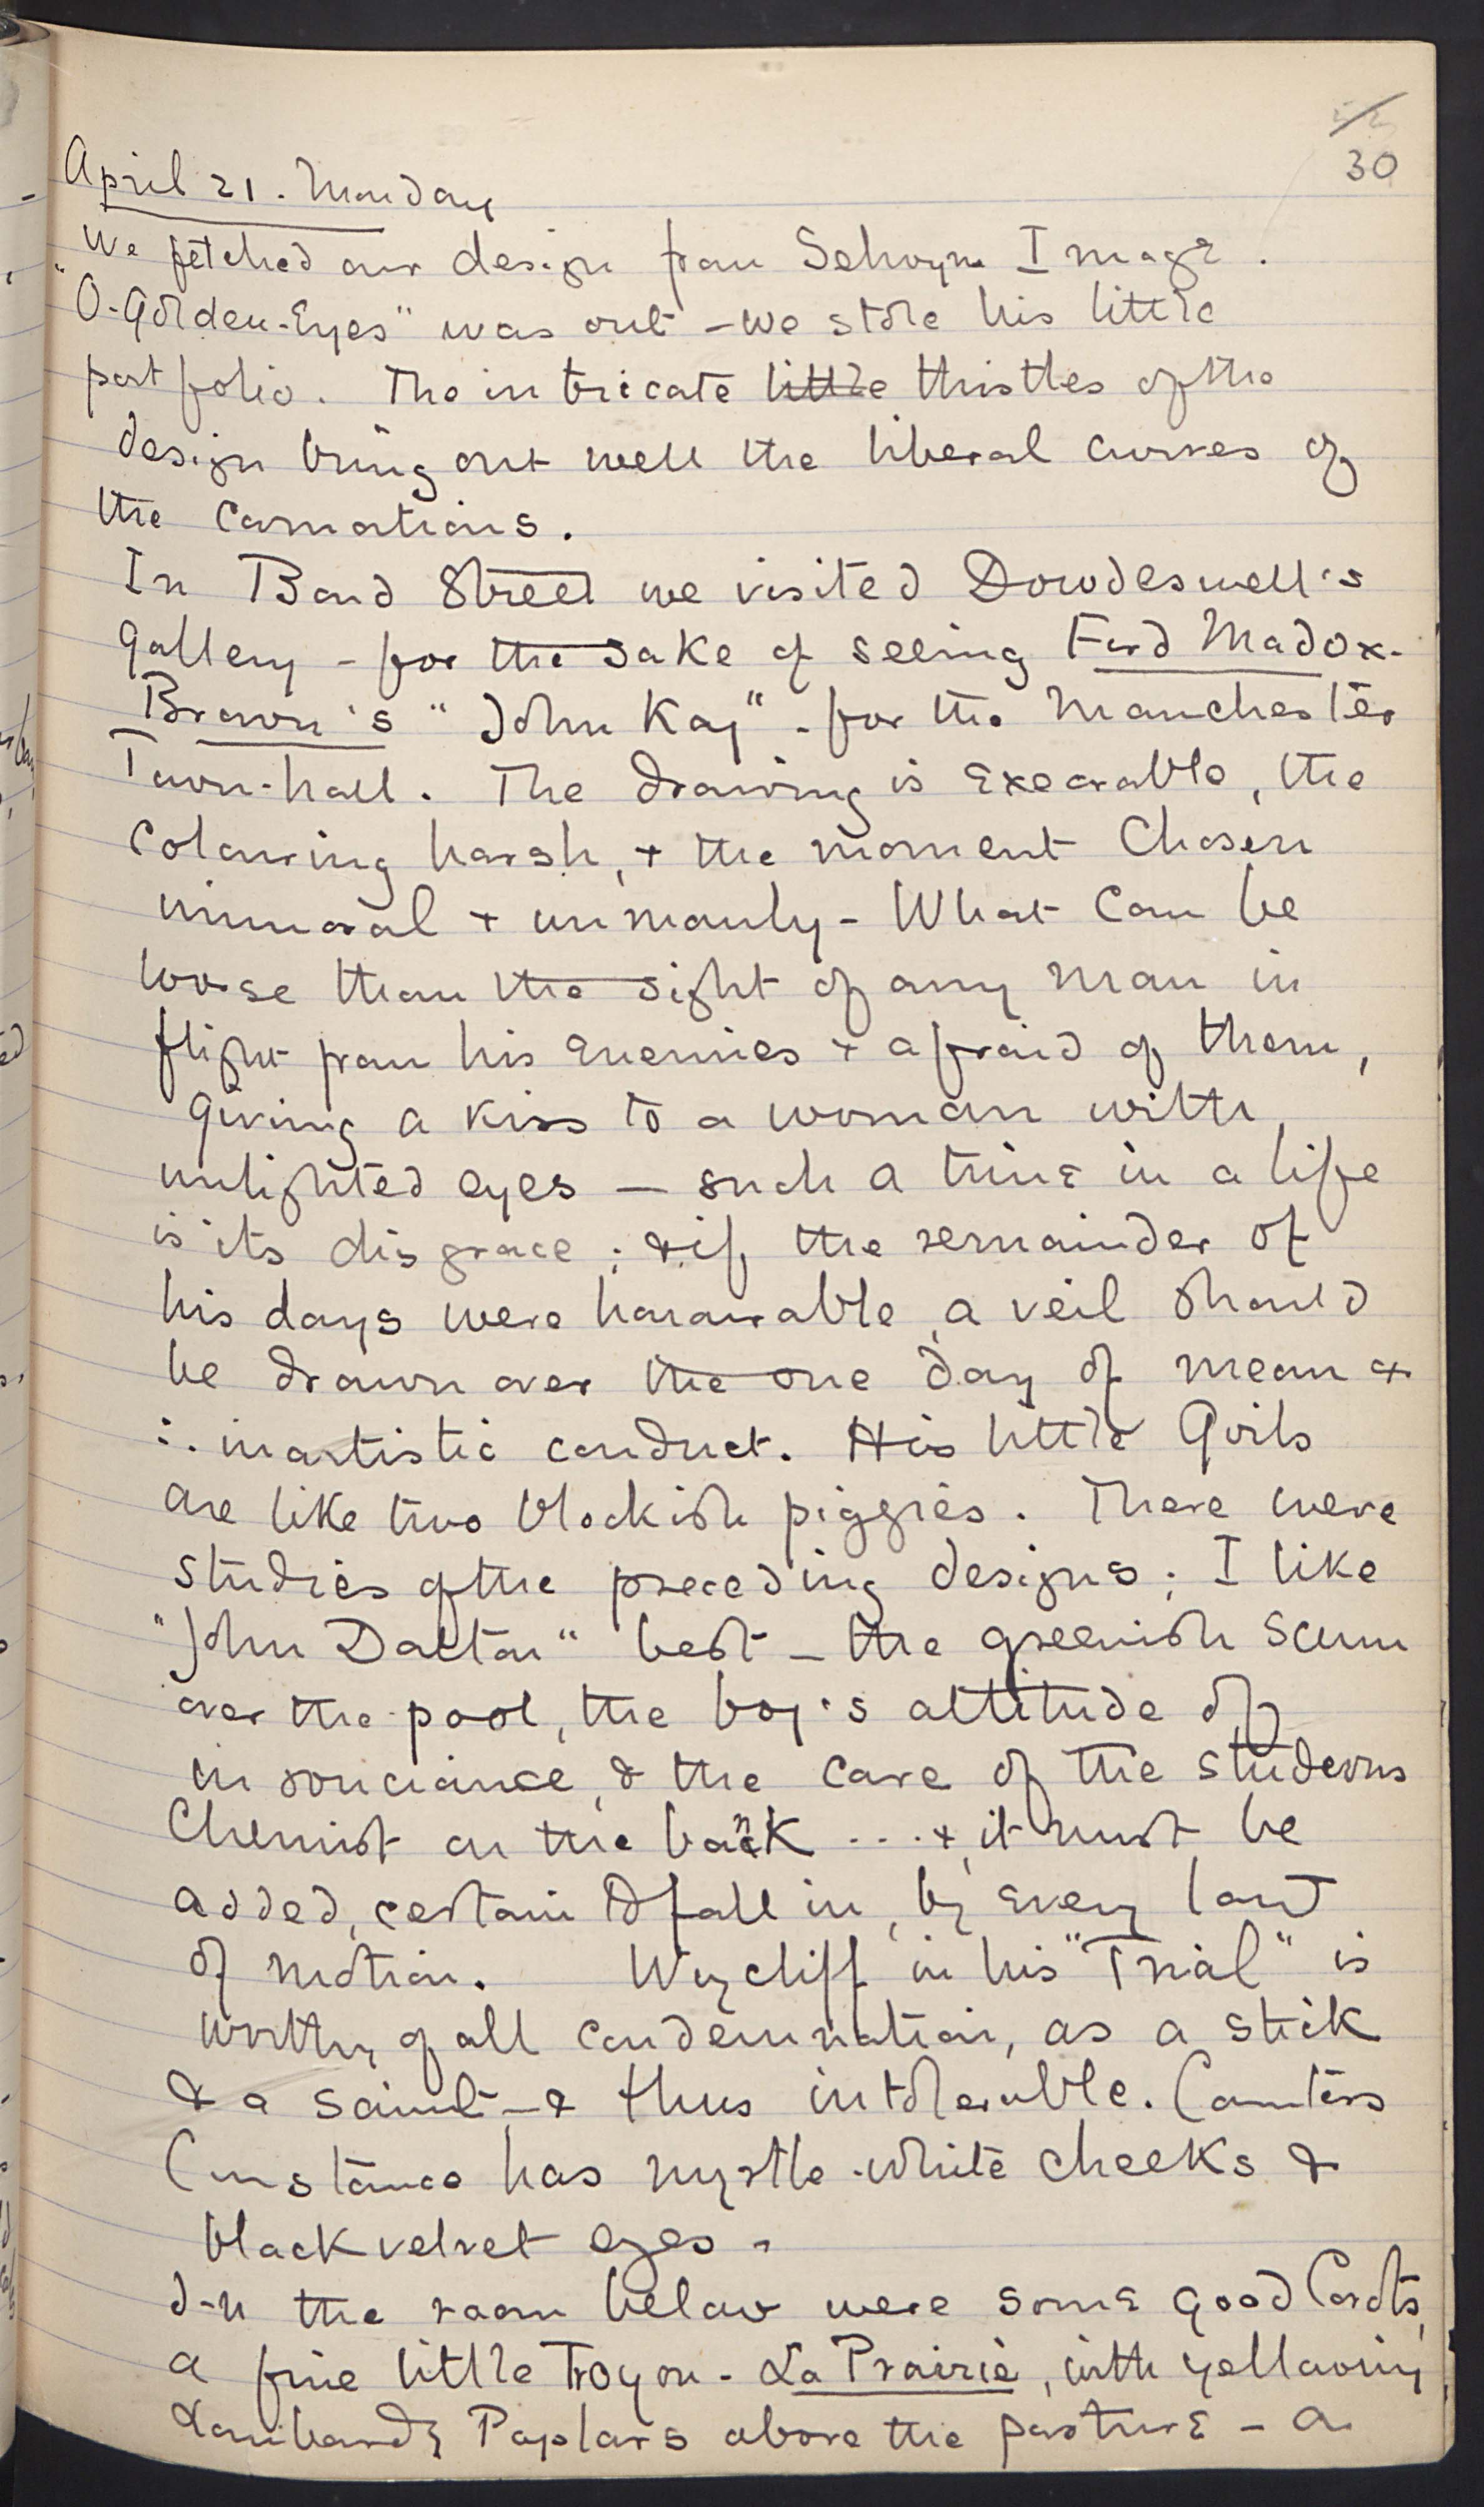 30
April 21. Monday
We fetched our design from Selwyn Image.
"O-Golden-Eyes" was out - we stole his little
portfolio. The intricate little thistles of the
design bring out well the liberal curves of
the carnations.
In Bond Street we visited Dowdeswell's
Gallery - for the sake of seeing Ford Madox-
Brown's "John Kay" - for the Manchester
Town-hall. The drawing is execrable, the
colouring harsh, + the moment chosen
immoral + unmanly - What can be
worse than the sight of any man in
flight from his enemies + afraid of them,
giving a kiss to a woman with
unlighted eyes — such a time in a life
is its disgrace; & if the remainder of
his days were honourable, a veil should
be drawn over the one day of mean &
∴ inartistic conduct. His little girls
are like two blockish piggies. There were
studies of the preceding designs; I like
"John Dalton" best - the greenish scum
over the pool, the boy's attitude of
insouciance, & the care of the studious
Chemist on the bank .... +, it must be
added, certain to fall in, by every law
of motion. Wycliff in his "Trial" is
worthy of all condemnation, as a stick
& a saint - & thus intolerable. Countess
Constance has myrtle-white cheeks &
black velvet eyes.
In the room below were some good Corots,
a fine little Troyon - La Prairie, with yellowing
Lombardy Poplars above the pasture - a